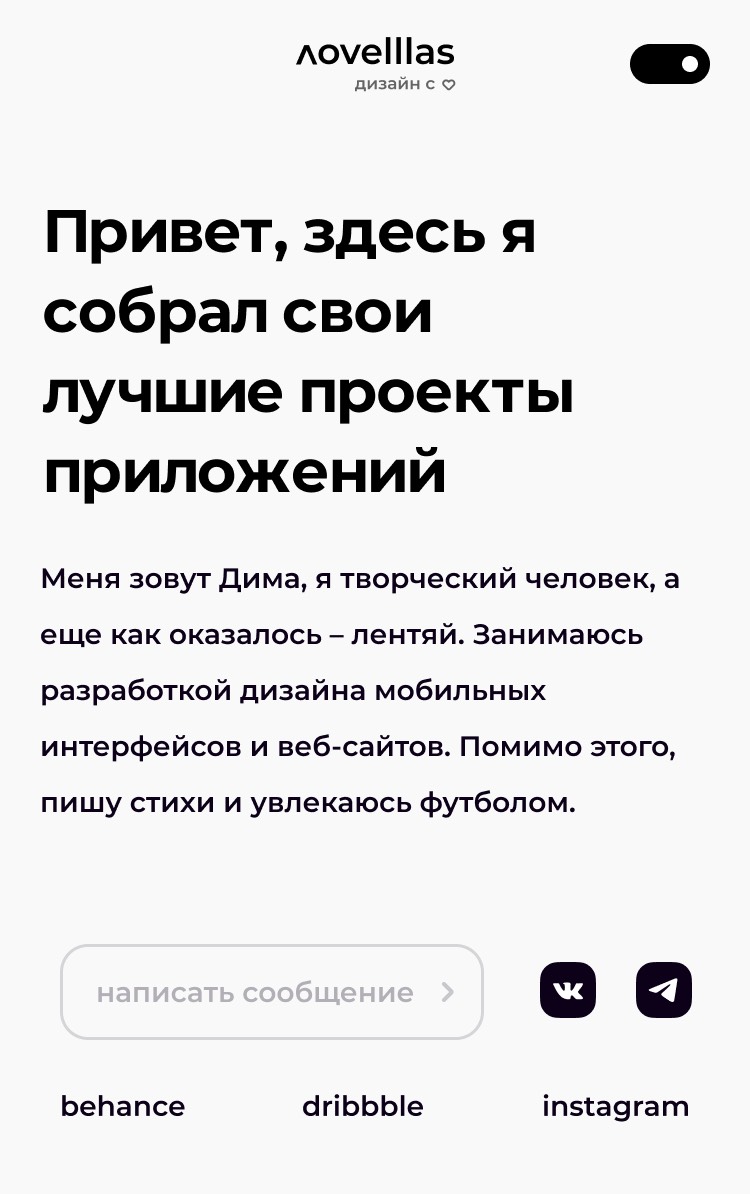 ʌovelllas
дизайн с ♡
Привет, здесь я
собрал свои
лучшие проекты
приложений
Меня зовут Дима, я творческий человек, а
еще как оказалось – лентяй. Занимаюсь
разработкой дизайна мобильных
интерфейсов и веб-сайтов. Помимо этого,
пишу стихи и увлекаюсь футболом.
написать сообщение
behance dribbble instagram